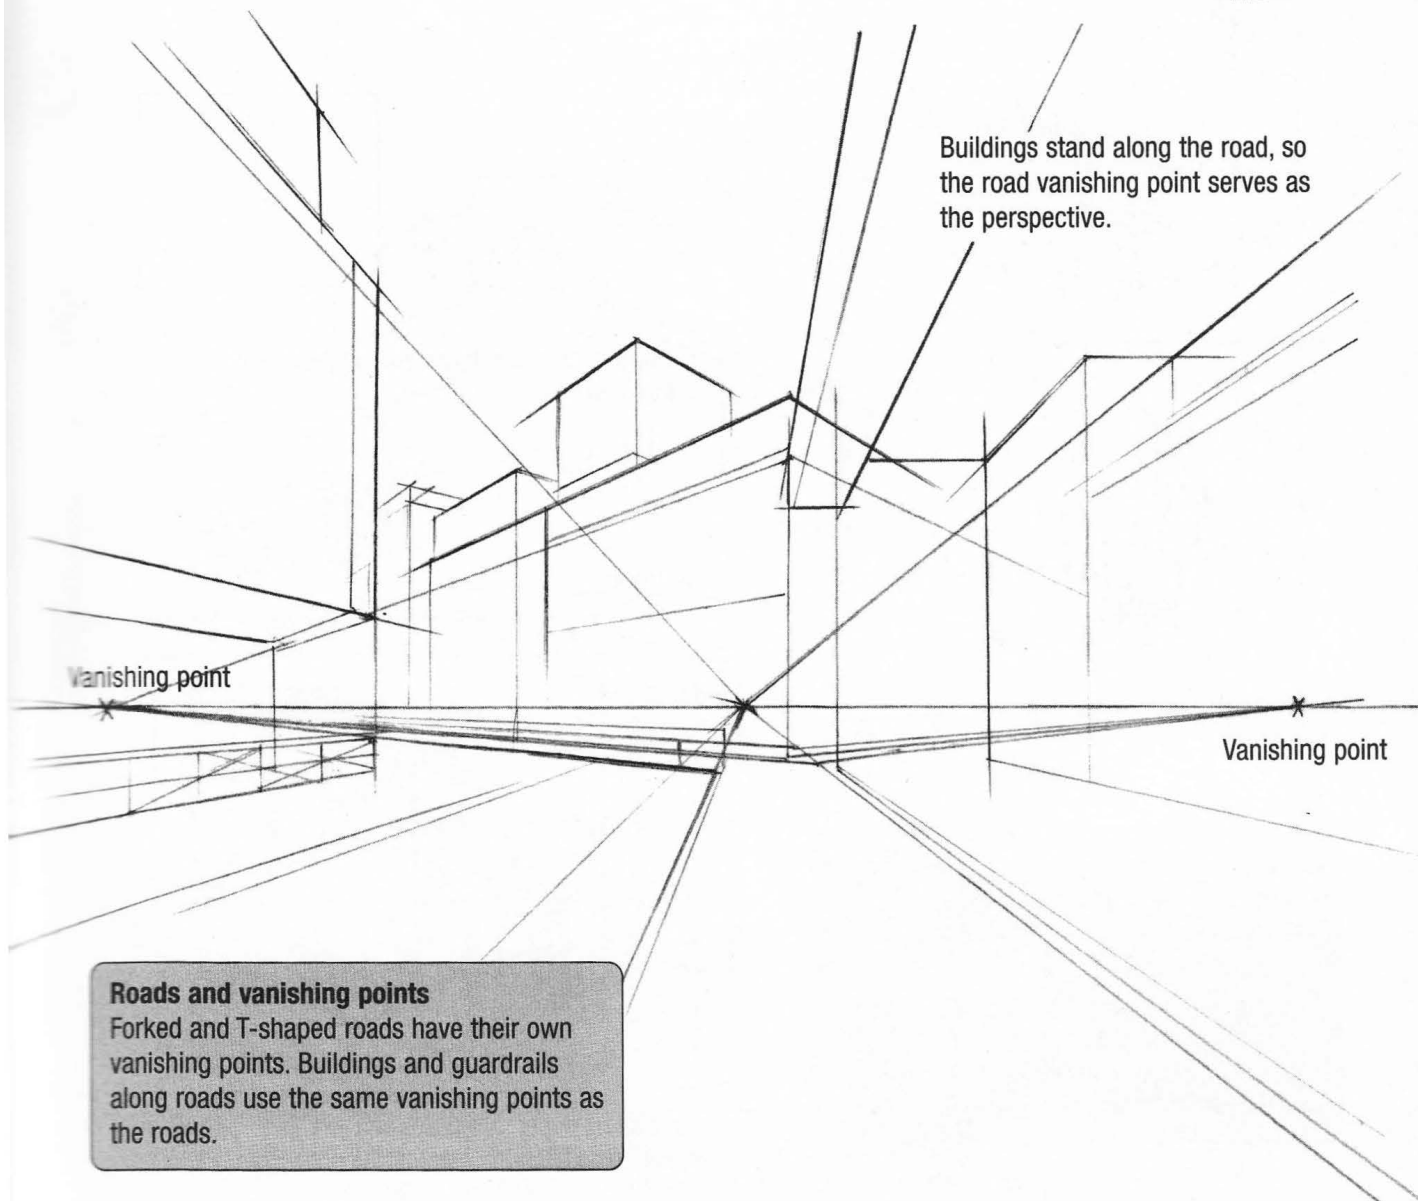 Buildings stand along the road, so
the road vanishing point serves as
the perspective.
Vanishing point
Vanishing point
Roads and vanishing points
Forked and T-shaped roads have their own
vanishing points. Buildings and guardrails
along roads use the same vanishing points as
the roads.